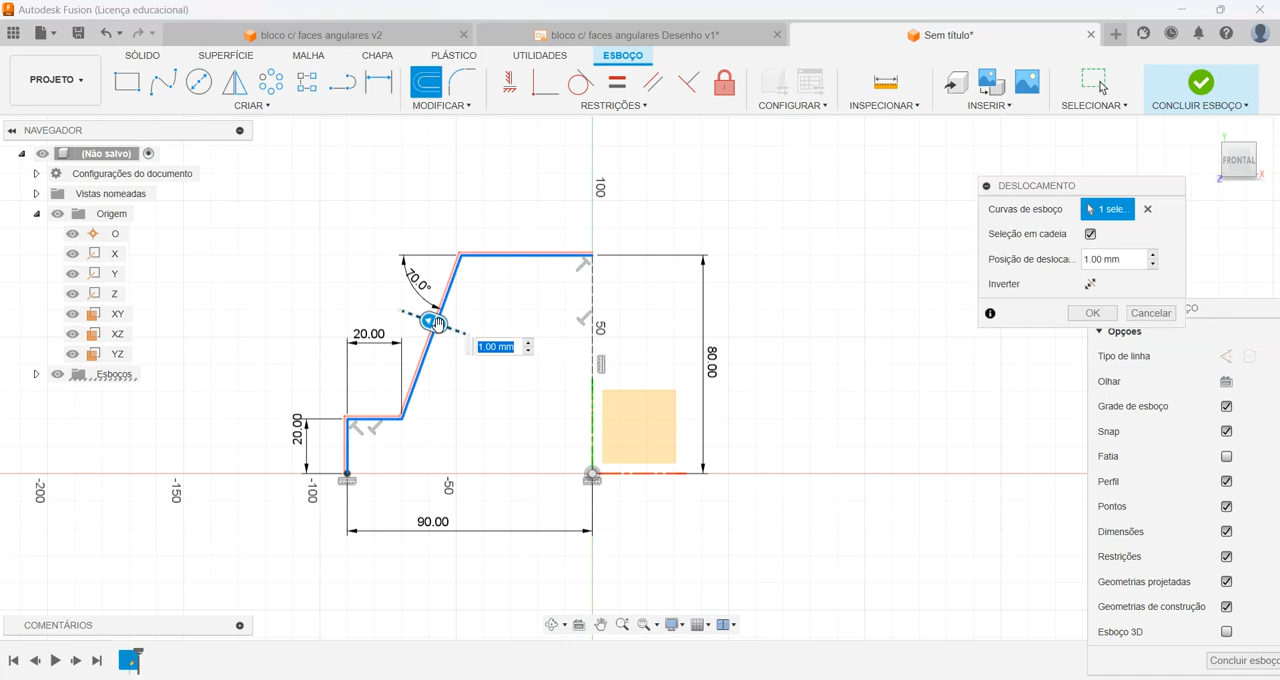 Autodesk Fusion (Licença educacional)
bloco c/ faces angulares v2
bloco c/ faces angulares Desenho v1*
Sem título*
SÓLIDO
SUPERFÍCIE
MALHA
CHAPA
PLÁSTICO
UTILIDADES
ESBOÇO
PROJETO
CRIAR
MODIFICAR
RESTRIÇÕES
CONFIGURAR
INSPECIONAR
INSERIR
SELECIONAR
CONCLUIR ESBOÇO
NAVEGADOR
(Não salvo)
Configurações do documento
Vistas nomeadas
Origem
O
X
Y
Z
XY
XZ
YZ
Esboços
100
50
70.0°
20.00
1.00 mm
80.00
20.00
-200
-150
-100
-50
90.00
Y
FRONTAL
X
Z
DESLOCAMENTO
Curvas de esboço
1 sele...
Seleção em cadeia
Posição de desloca...
1.00 mm
Inverter
OK
Cancelar
ÇO
Opções
Tipo de linha
Olhar
Grade de esboço
Snap
Fatia
Perfil
Pontos
Dimensões
Restrições
Geometrias projetadas
Geometrias de construção
Esboço 3D
Concluir esboço
COMENTÁRIOS